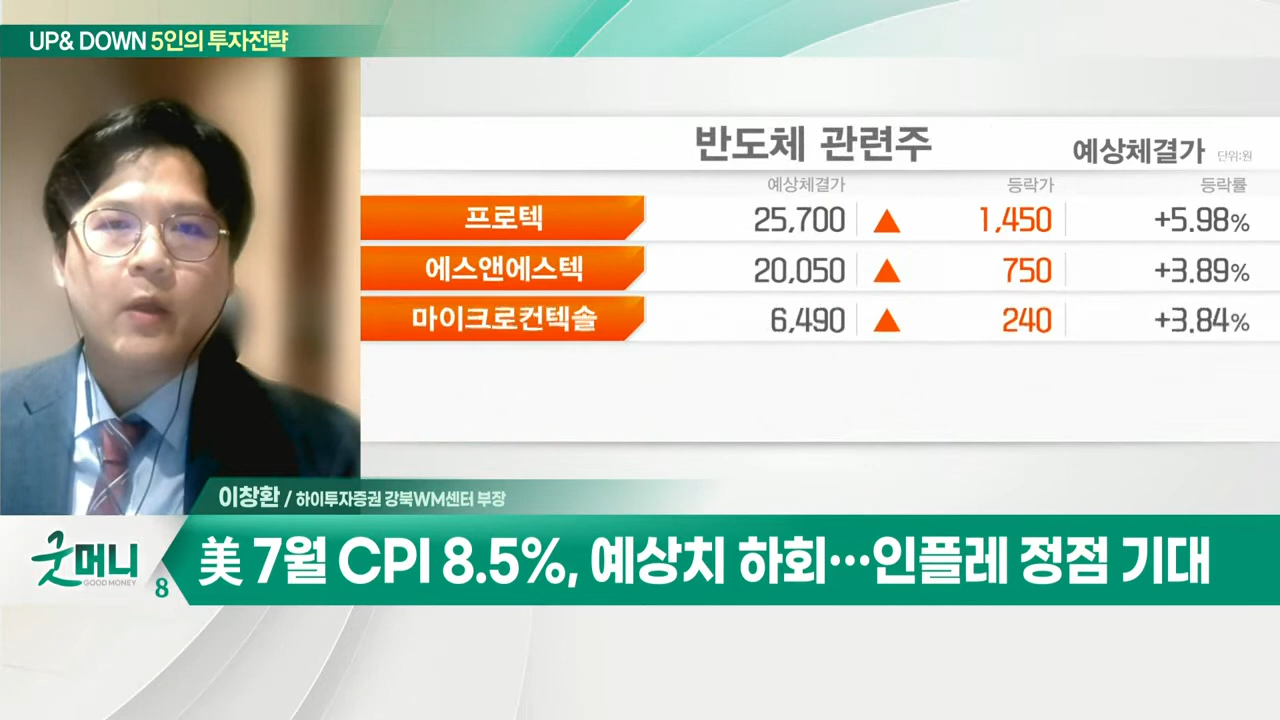 UP& DOWN 5인의 투자전략
반도체 관련주 예상체결가 단위:원
예상체결가 등락가 등락률
프로텍 25,700 ▲ 1,450 +5.98%
에스앤에스텍 20,050 ▲ 750 +3.89%
마이크로컨텍솔 6,490 ▲ 240 +3.84%
이창환 / 하이투자증권 강북WM센터 부장
굿머니
GOOD MONEY
8
美 7월 CPI 8.5%, 예상치 하회…인플레 정점 기대